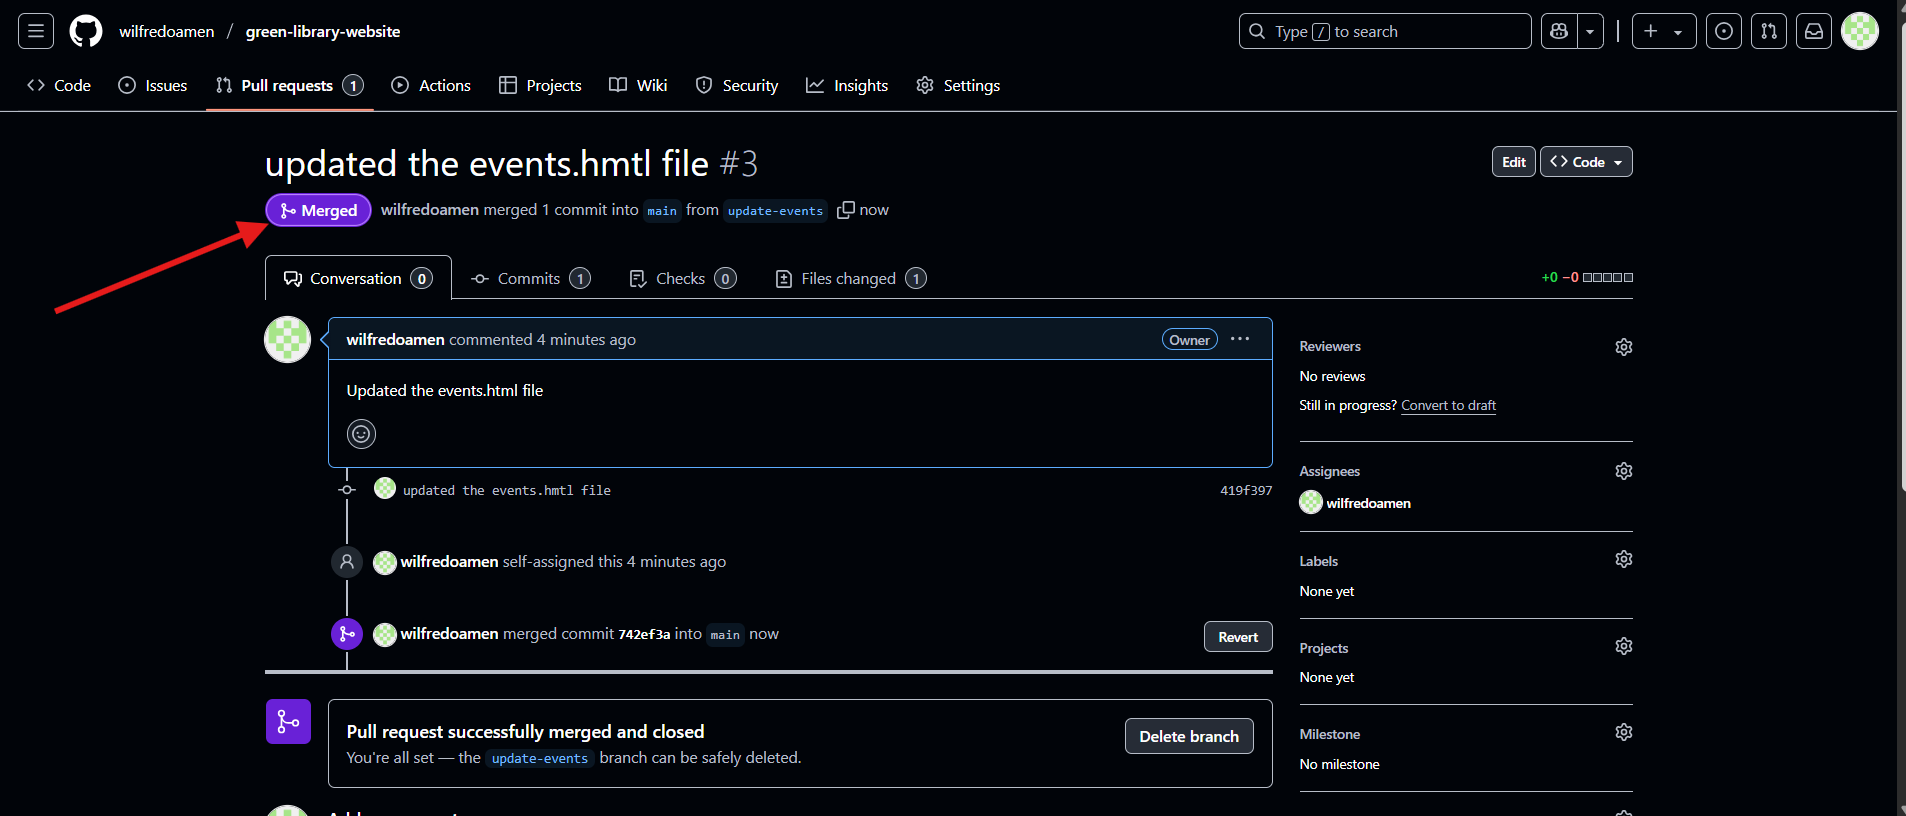 wilfredoamen / green-library-website
Type / to search
Code Issues Pull requests 1 Actions Projects Wiki Security Insights Settings
updated the events.hmtl file #3
Edit Code
Merged wilfredoamen merged 1 commit into main from update-events now
Conversation 0 Commits 1 Checks 0 Files changed 1
+0 −0
wilfredoamen commented 4 minutes ago
Owner ...
Updated the events.html file
updated the events.hmtl file 419f397
wilfredoamen self-assigned this 4 minutes ago
wilfredoamen merged commit 742ef3a into main now
Revert
Pull request successfully merged and closed
You're all set — the update-events branch can be safely deleted.
Delete branch
Reviewers
No reviews
Still in progress? Convert to draft
Assignees
wilfredoamen
Labels
None yet
Projects
None yet
Milestone
No milestone